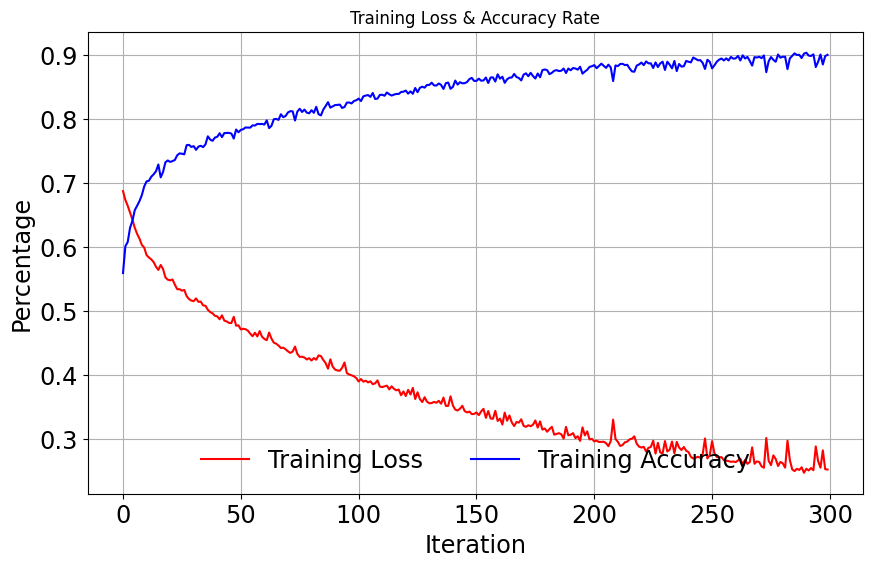 Training Loss & Accuracy Rate
0.9
0.8
0.7
0.6
0.5
0.4
0.3
Percentage
Training Loss
Training Accuracy
0
50
100
150
200
250
300
Iteration